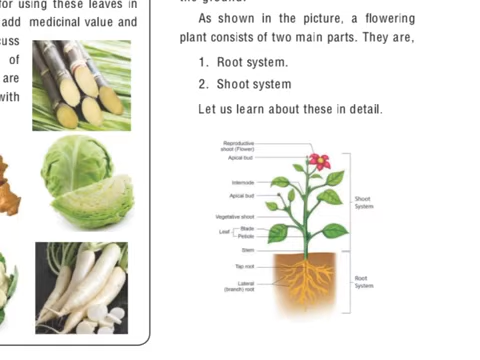 for using these leaves in
add medicinal value and
cuss
of
are
with
the ground.
As shown in the picture, a flowering
plant consists of two main parts. They are,
1. Root system.
2. Shoot system
Let us learn about these in detail.
Reproductive
shoot (Flower)
Apical bud
Internode
Apical bud
Vegetative shoot
Leaf
Blade
Petiole
Stem
Tap root
Lateral
(branch) root
Shoot
System
Root
System